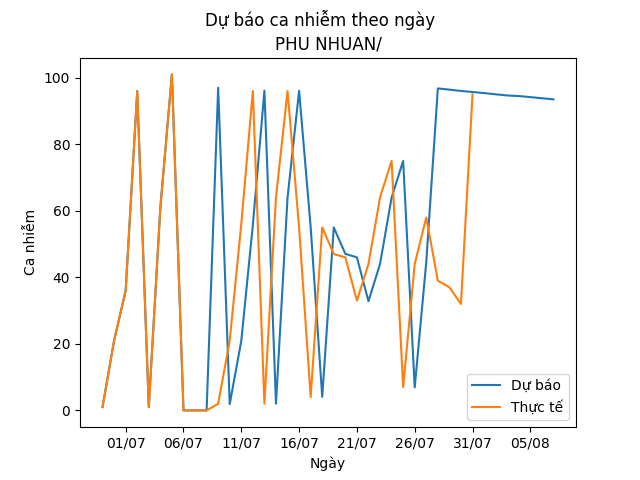 Dự báo ca nhiễm theo ngày
PHU NHUAN/
100
80
60
40
20
0
Ca nhiễm
Dự báo
Thực tế
01/07 06/07 11/07 16/07 21/07 26/07 31/07 05/08
Ngày